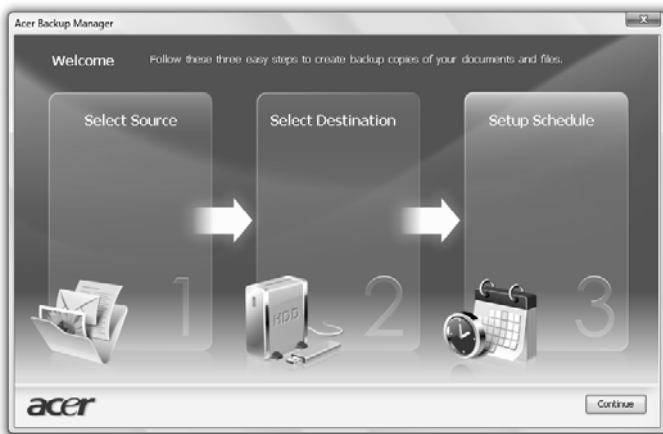 Acer Backup Manager
Welcome Follow these three easy steps to create backup copies of your documents and files.
Select Source
Select Destination
Setup Schedule
1
HDD
2
3
acer
Continue